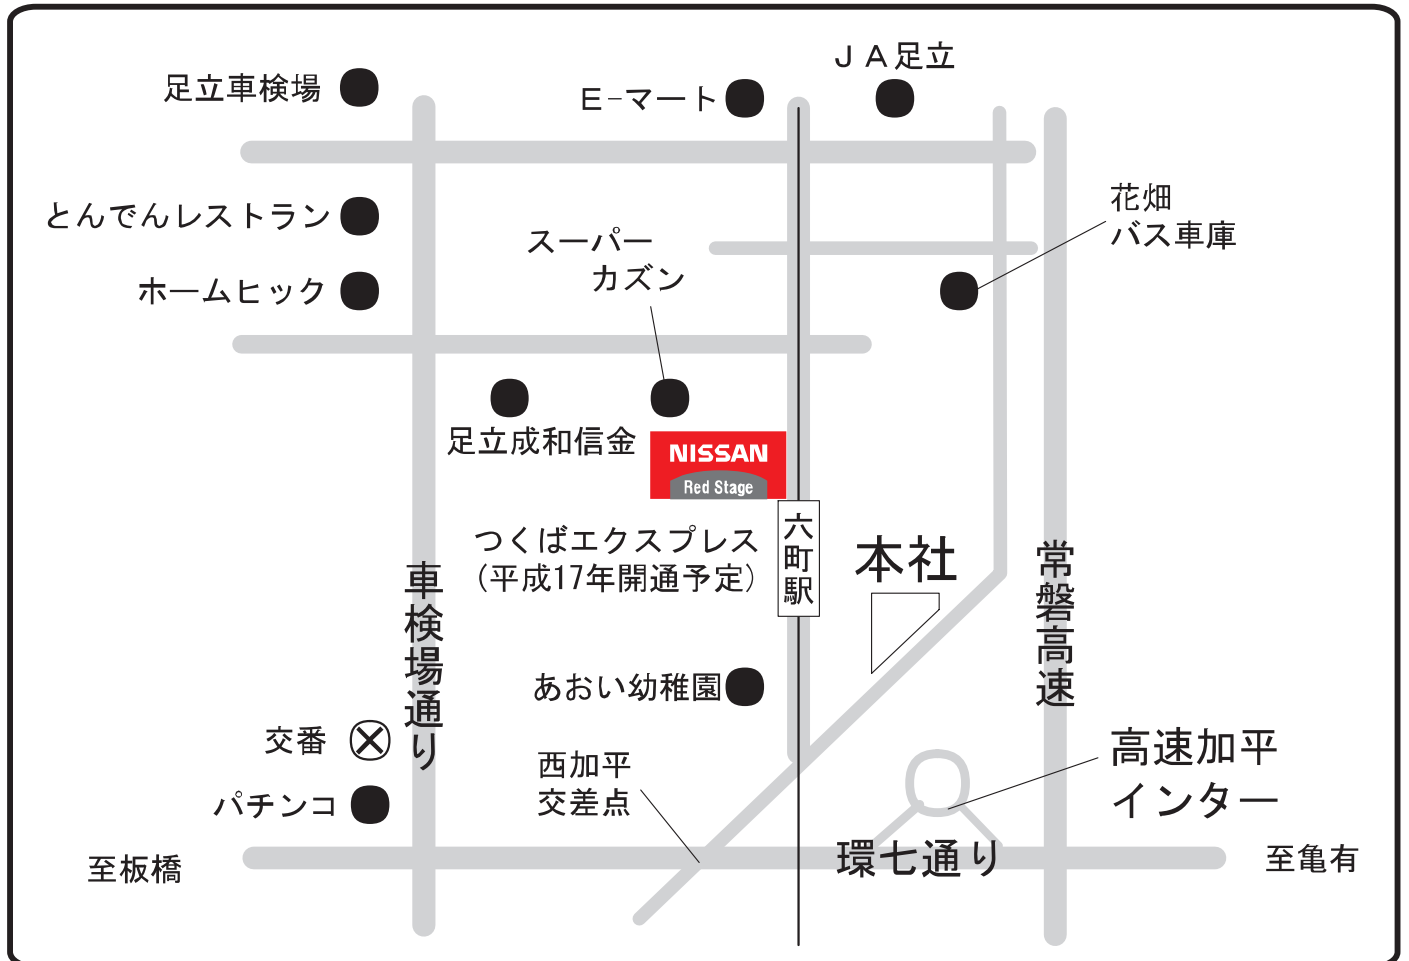 ＪＡ足立
足立車検場
Ｅ-マート
花畑
バス車庫
とんでんレストラン
スーパー
カズン
ホームヒック
足立成和信金
NISSAN
Red Stage
六町駅
つくばエクスプレス
(平成17年開通予定)
本社
常磐高速
車検場通り
あおい幼稚園
交番
西加平
交差点
高速加平
インター
パチンコ
至板橋
環七通り
至亀有